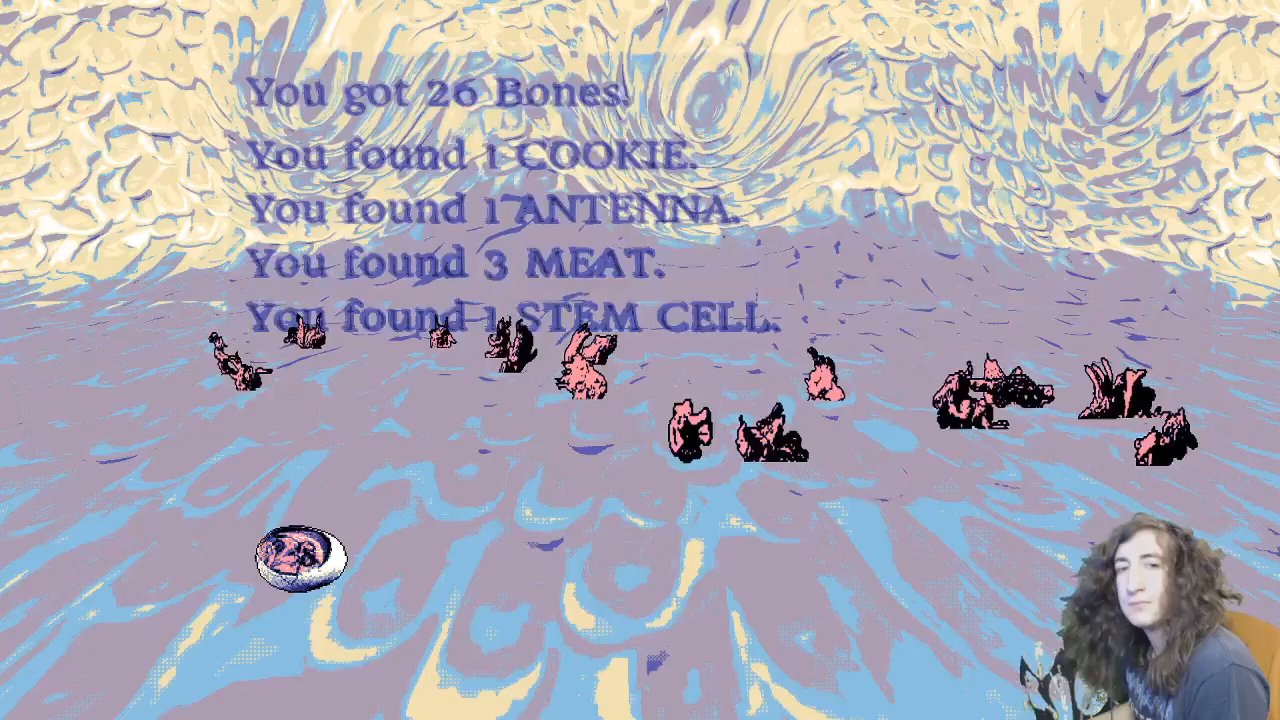 You got 26 Bones.
You found 1 COOKIE.
You found 1 ANTENNA.
You found 3 MEAT.
You found 1 STEM CELL.
28